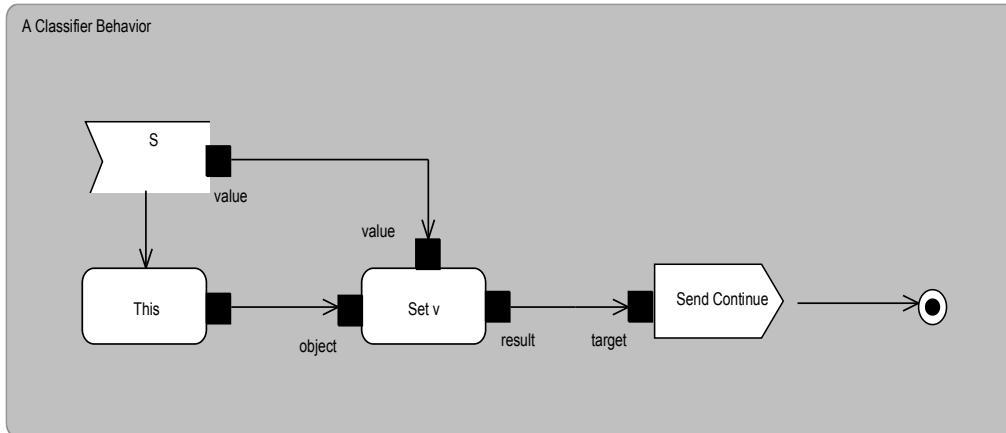 A Classifier Behavior
S
value
value
This
object
Set v
result
target
Send Continue